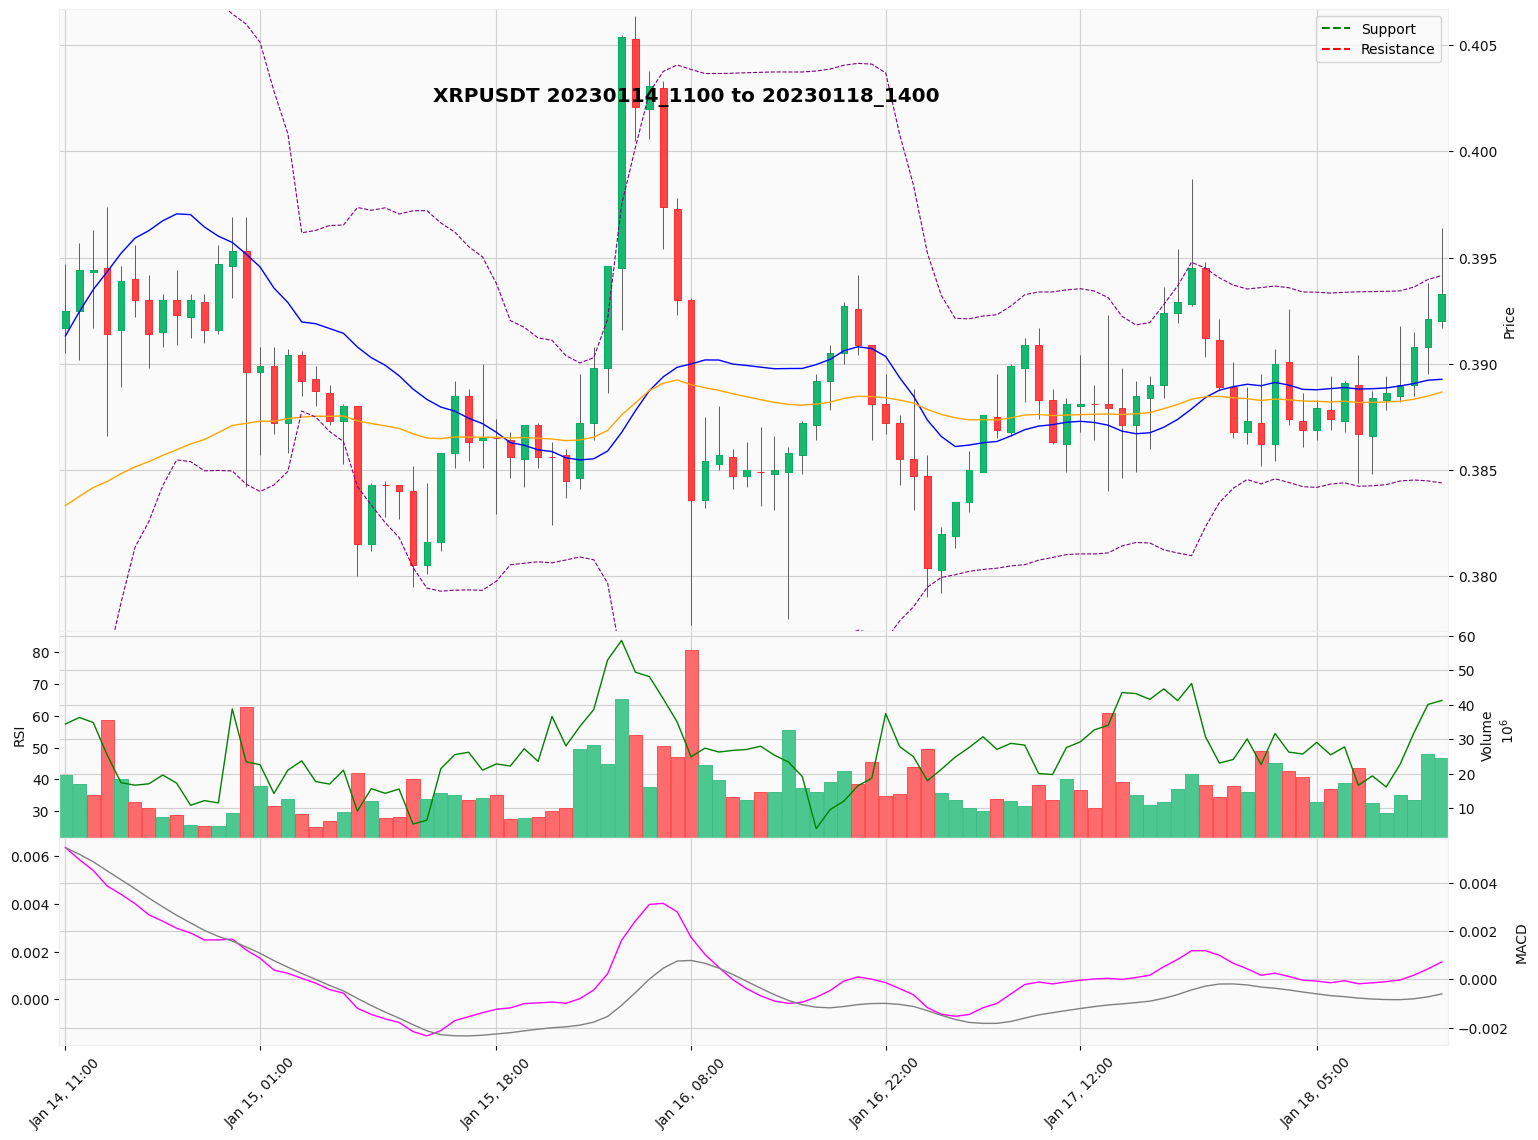 XRPUSDT 20230114_1100 to 20230118_1400
Support
Resistance
0.405
0.400
0.395
0.390
0.385
0.380
Price
80
70
60
50
40
30
RSI
60
50
40
30
20
10
Volume
10^6
0.006
0.004
0.002
0.000
0.004
0.002
0.000
−0.002
MACD
Jan 14, 11:00
Jan 15, 01:00
Jan 15, 18:00
Jan 16, 08:00
Jan 16, 22:00
Jan 17, 12:00
Jan 18, 05:00